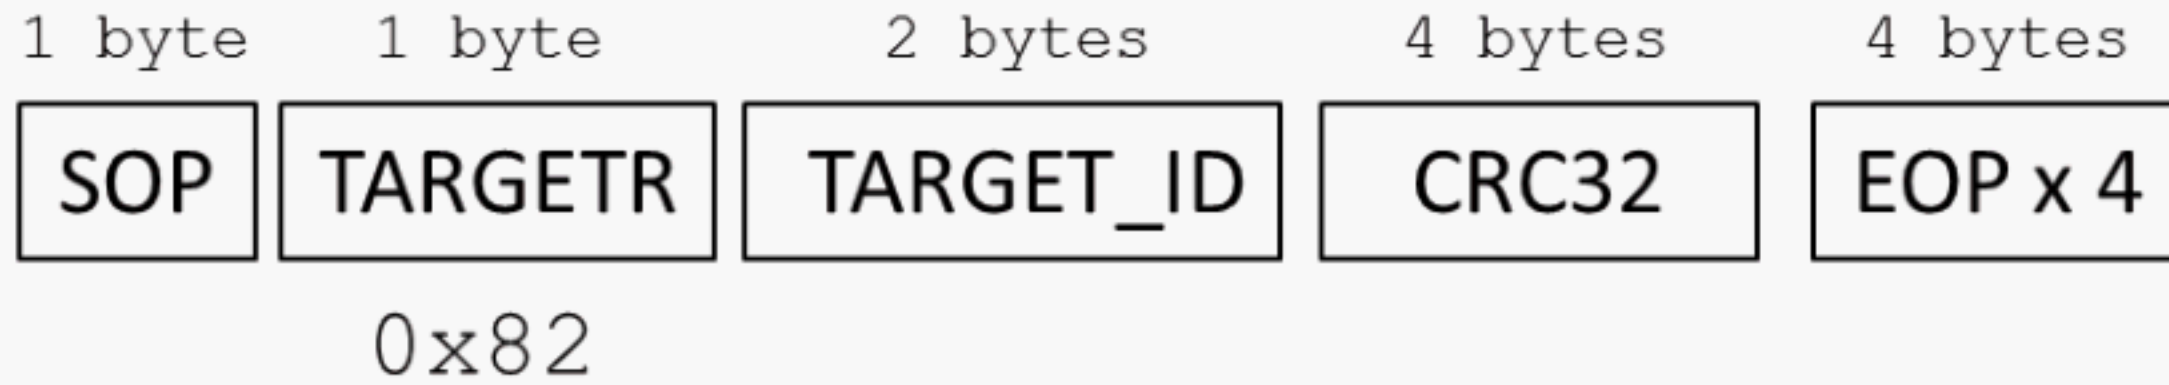 1 byte 1 byte 2 bytes 4 bytes 4 bytes
SOP TARGETR TARGET_ID CRC32 EOP x 4
0x82